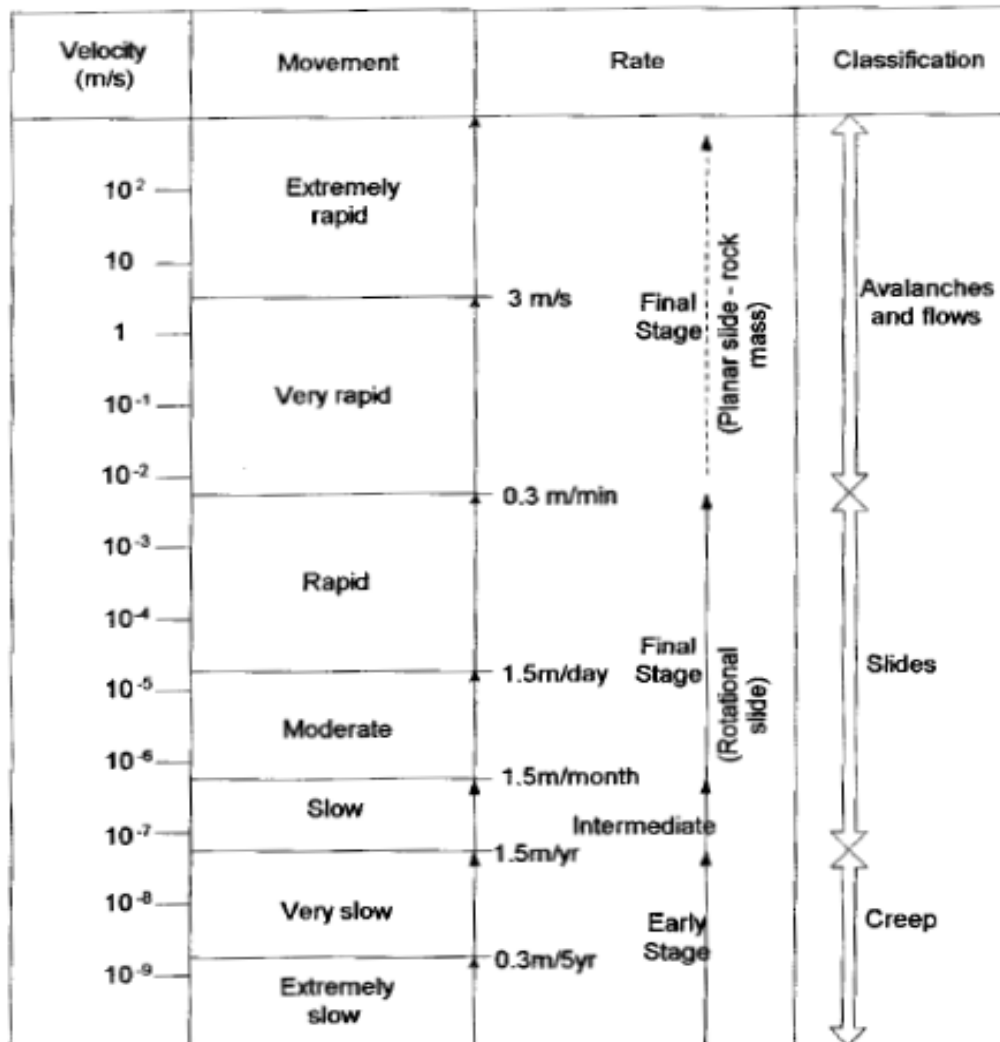 Velocity
(m/s)
Movement
Rate
Classification
10²
10
1
10⁻¹
10⁻²
10⁻³
10⁻⁴
10⁻⁵
10⁻⁶
10⁻⁷
10⁻⁸
10⁻⁹
Extremely
rapid
Very rapid
Rapid
Moderate
Slow
Very slow
Extremely
slow
3 m/s
0.3 m/min
1.5m/day
1.5m/month
1.5m/yr
0.3m/5yr
Final
Stage
(Planar slide - rock
mass)
Final
Stage
(Rotational
slide)
Intermediate
Early
Stage
Avalanches
and flows
Slides
Creep